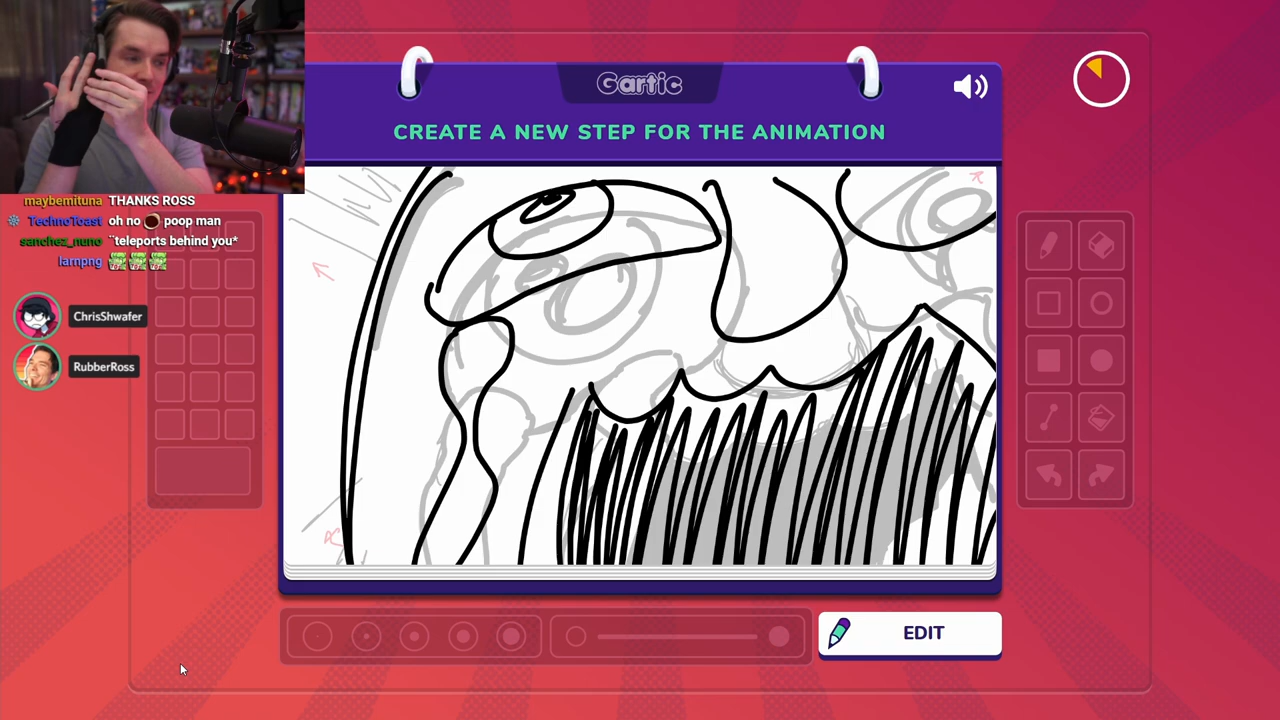 Gartic
CREATE A NEW STEP FOR THE ANIMATION
maybemituna THANKS ROSS
TechnoToast oh no poop man
sanchez_nuno ¨teleports behind you*
larnpng
ChrisShwafer
RubberRoss
EDIT